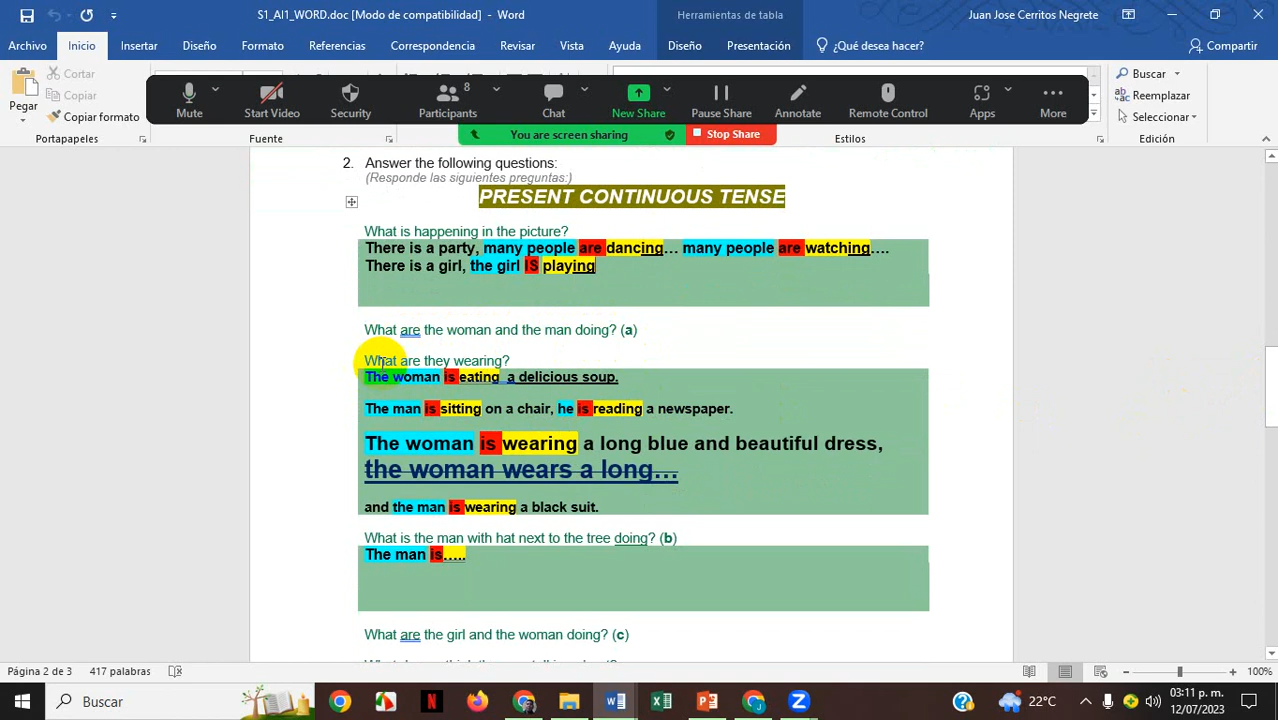 S1_AI1_WORD.doc [Modo de compatibilidad] - Word
Herramientas de tabla
Juan Jose Cerritos Negrete
Archivo Inicio Insertar Diseño Formato Referencias Correspondencia Revisar Vista Ayuda Diseño Presentación ¿Qué desea hacer? Compartir
Pegar
Cortar
Copiar
Copiar formato
Mute
Start Video
Security
8
Participants
Chat
New Share
Pause Share
Annotate
Remote Control
Apps
More
Buscar
Reemplazar
Seleccionar
Portapapeles Fuente Estilos Edición
You are screen sharing Stop Share
2. Answer the following questions:
(Responde las siguientes preguntas:)
PRESENT CONTINUOUS TENSE
What is happening in the picture?
There is a party, many people are dancing… many people are watching….
There is a girl, the girl IS playing
What are the woman and the man doing? (a)
What are they wearing?
The woman is eating a delicious soup.
The man is sitting on a chair, he is reading a newspaper.
The woman is wearing a long blue and beautiful dress,
the woman wears a long…
and the man is wearing a black suit.
What is the man with hat next to the tree doing? (b)
The man is…..
What are the girl and the woman doing? (c)
Página 2 de 3 417 palabras
100%
Buscar
22°C
03:11 p. m.
12/07/2023